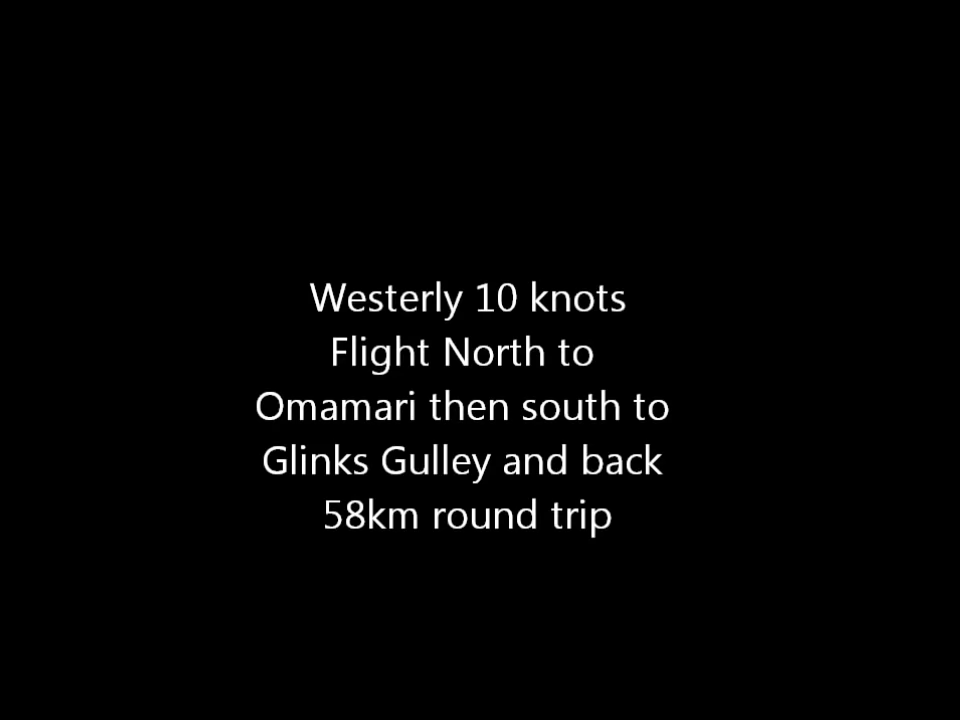 Westerly 10 knots
Flight North to
Omamari then south to
Glinks Gulley and back
58km round trip